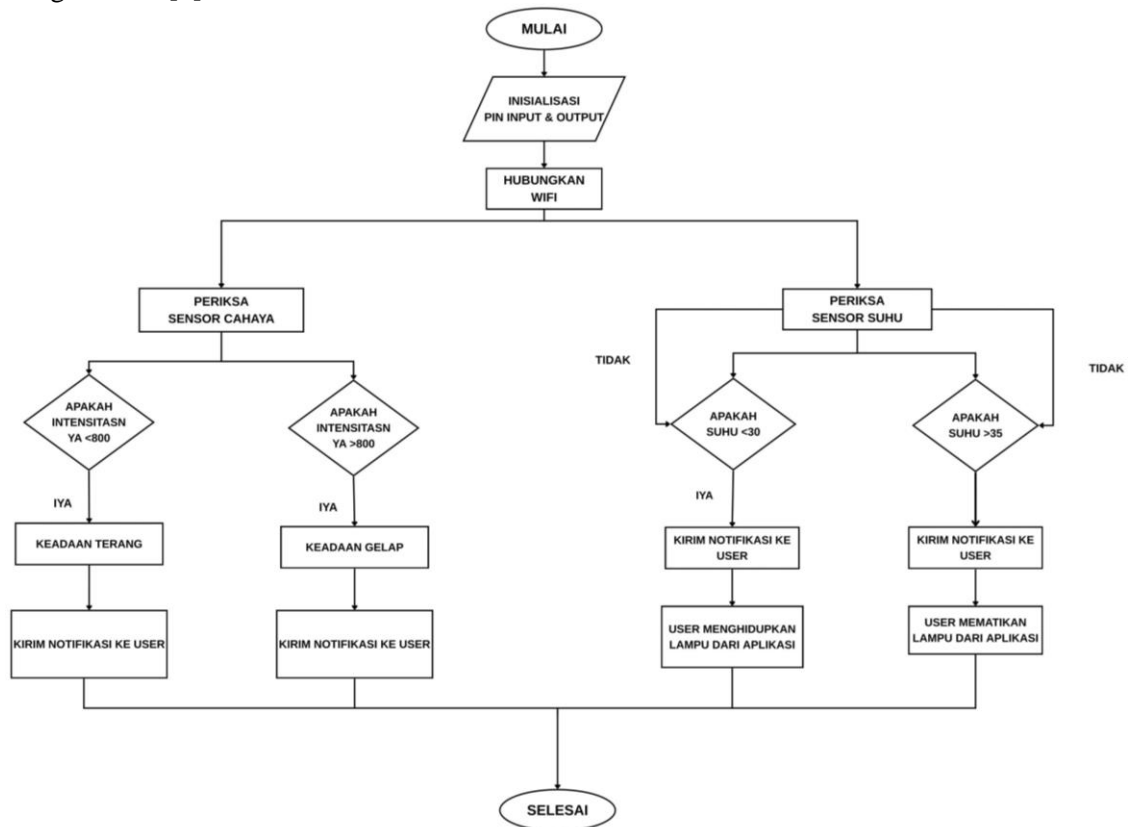 MULAI
INISIALISASI
PIN INPUT & OUTPUT
HUBUNGKAN
WIFI
PERIKSA
SENSOR CAHAYA
PERIKSA
SENSOR SUHU
TIDAK
TIDAK
APAKAH
INTENSITASN
YA <800
APAKAH
INTENSITASN
YA >800
APAKAH
SUHU <30
APAKAH
SUHU >35
IYA
IYA
IYA
KEADAAN TERANG
KEADAAN GELAP
KIRIM NOTIFIKASI KE
USER
KIRIM NOTIFIKASI KE
USER
KIRIM NOTIFIKASI KE USER
KIRIM NOTIFIKASI KE USER
USER MENGHIDUPKAN
LAMPU DARI APLIKASI
USER MEMATIKAN
LAMPU DARI APLIKASI
SELESAI